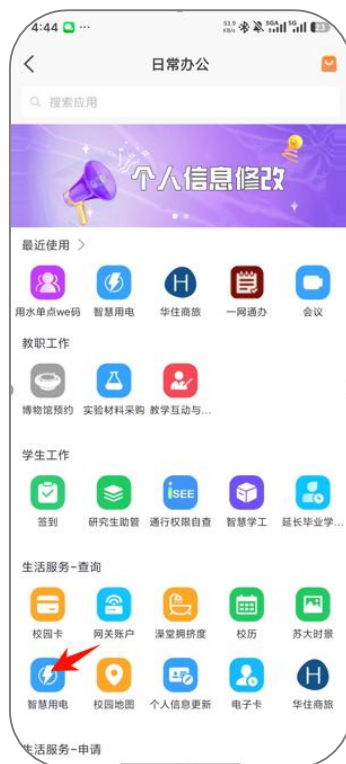 4:44 ...
53.9 KB/s 5GA 5G 23
日常办公
搜索应用
个人信息修改
最近使用 >
用水单点we码 智慧用电 华住商旅 一网通办 会议
教职工作
博物馆预约 实验材料采购 教学互动与...
学生工作
iSEE
签到 研究生助管 通行权限自查 智慧学工 延长毕业学...
生活服务-查询
校园卡 网关账户 澡堂拥挤度 校历 苏大时景
智慧用电 校园地图 个人信息更新 电子卡 华住商旅
生活服务-申请